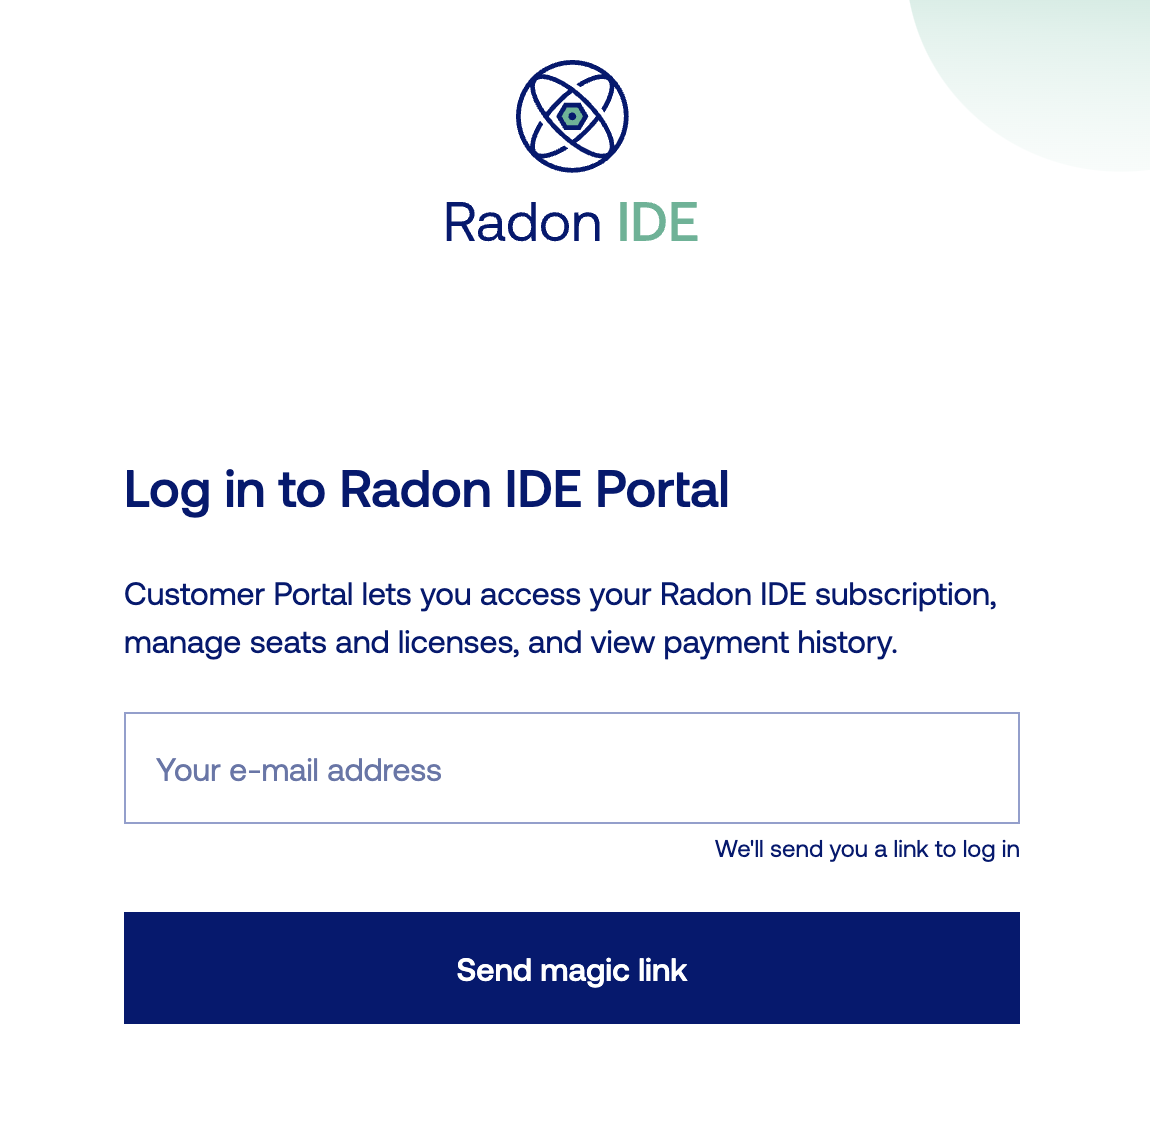 Radon IDE
Log in to Radon IDE Portal
Customer Portal lets you access your Radon IDE subscription,
manage seats and licenses, and view payment history.
Your e-mail address
We'll send you a link to log in
Send magic link